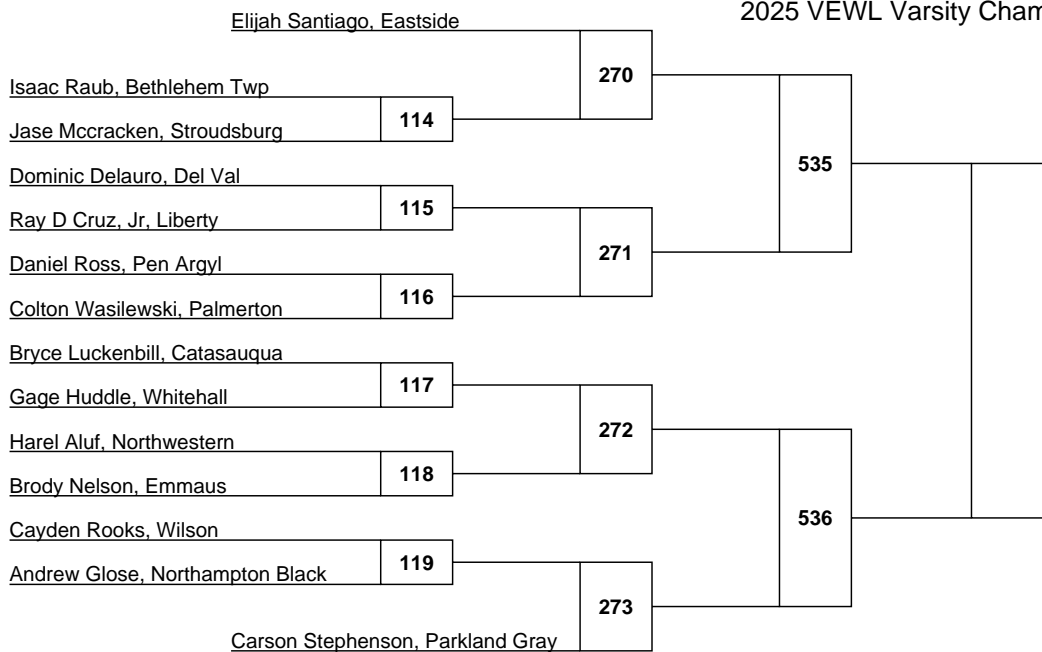 2025 VEWL Varsity Cham
Elijah Santiago, Eastside
270
Isaac Raub, Bethlehem Twp
114
Jase Mccracken, Stroudsburg
535
Dominic Delauro, Del Val
115
Ray D Cruz, Jr, Liberty
271
Daniel Ross, Pen Argyl
116
Colton Wasilewski, Palmerton
Bryce Luckenbill, Catasauqua
117
Gage Huddle, Whitehall
272
Harel Aluf, Northwestern
118
Brody Nelson, Emmaus
536
Cayden Rooks, Wilson
119
Andrew Glose, Northampton Black
273
Carson Stephenson, Parkland Gray